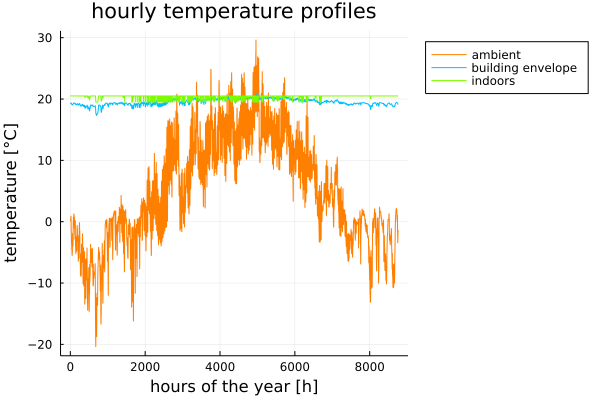 hourly temperature profiles
temperature [°C]
30
20
10
0
−10
−20
0 2000 4000 6000 8000
hours of the year [h]
ambient
building envelope
indoors